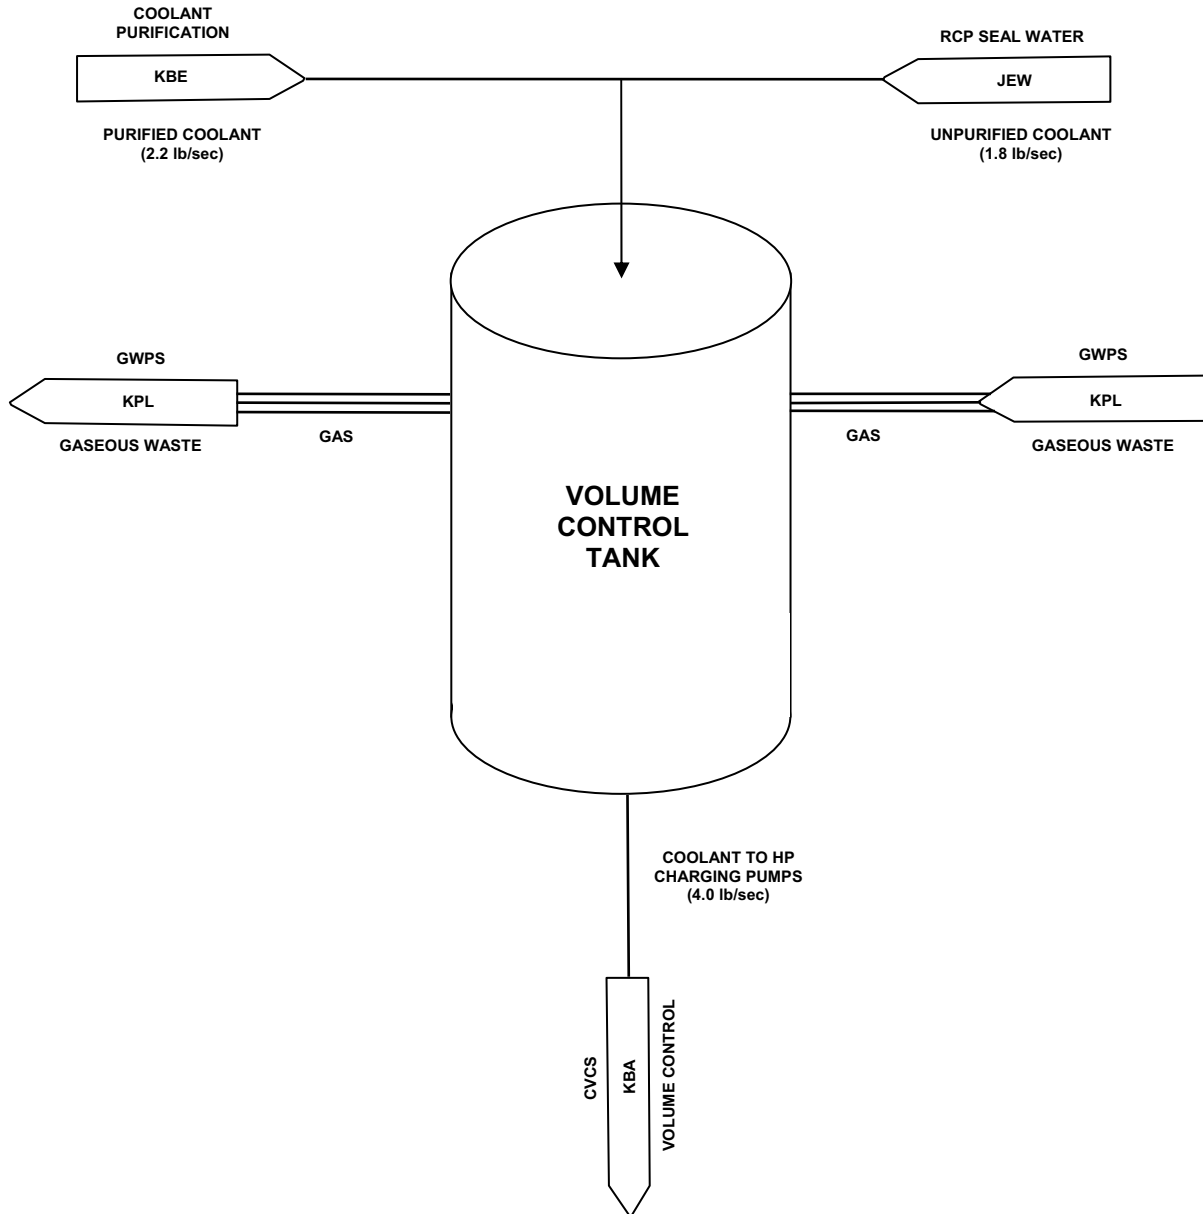 COOLANT
PURIFICATION
KBE
PURIFIED COOLANT
(2.2 lb/sec)
RCP SEAL WATER
JEW
UNPURIFIED COOLANT
(1.8 lb/sec)
GWPS
KPL
GASEOUS WASTE
GAS
GWPS
KPL
GASEOUS WASTE
GAS
VOLUME
CONTROL
TANK
COOLANT TO HP
CHARGING PUMPS
(4.0 lb/sec)
CVCS
KBA
VOLUME CONTROL